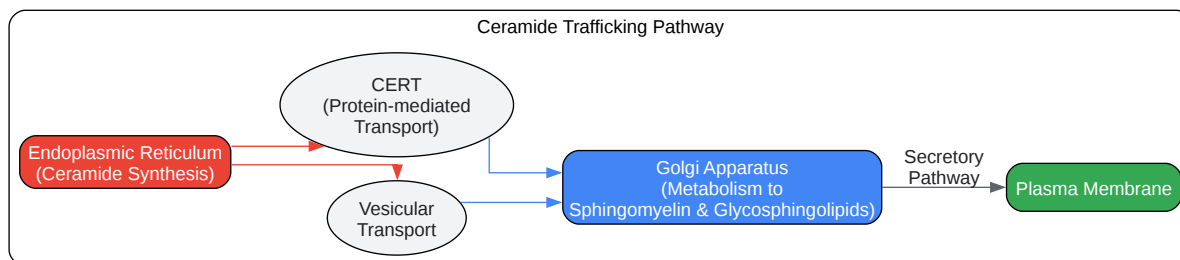 Ceramide Trafficking Pathway
Endoplasmic Reticulum
(Ceramide Synthesis)
CERT
(Protein-mediated
Transport)
Vesicular
Transport
Golgi Apparatus
(Metabolism to
Sphingomyelin & Glycosphingolipids)
Secretory
Pathway
Plasma Membrane